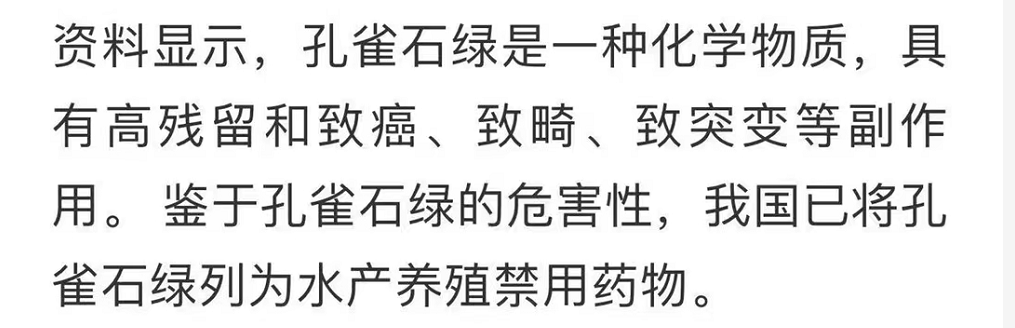 资料显示，孔雀石绿是一种化学物质，具
有高残留和致癌、致畸、致突变等副作
用。 鉴于孔雀石绿的危害性，我国已将孔
雀石绿列为水产养殖禁用药物。